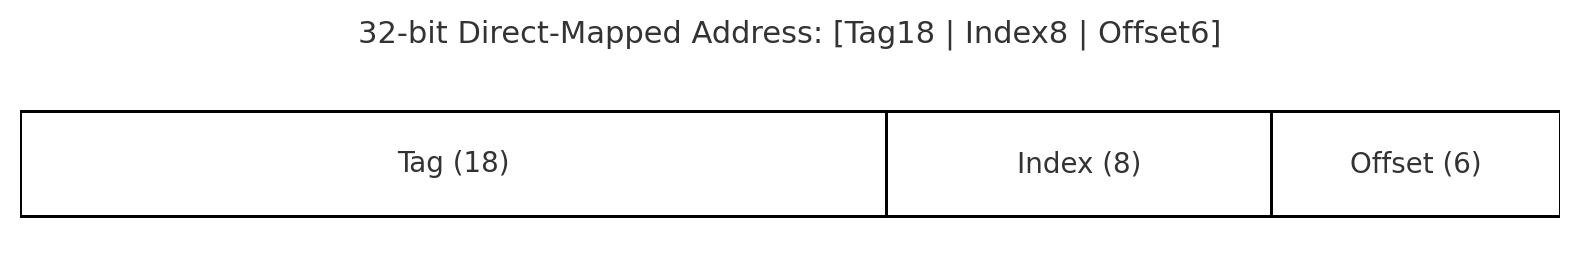 32-bit Direct-Mapped Address: [Tag18 | Index8 | Offset6]
Tag (18)
Index (8)
Offset (6)